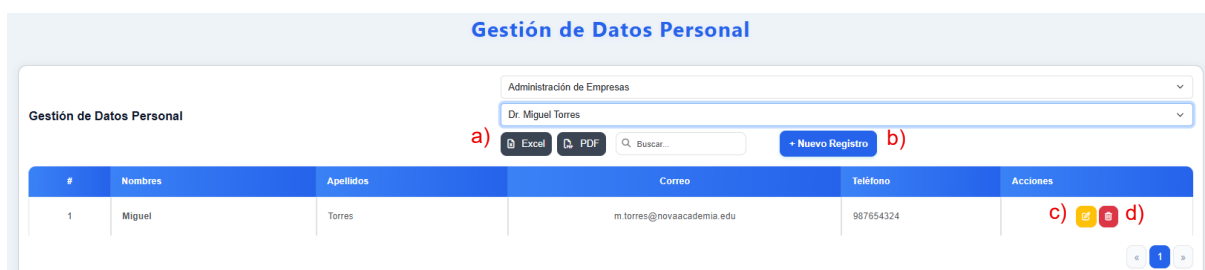 Gestión de Datos Personal
Administración de Empresas
Gestión de Datos Personal
Dr. Miguel Torres
a) Excel PDF Buscar... + Nuevo Registro b)
# Nombres Apellidos Correo Teléfono Acciones
1 Miguel Torres m.torres@novaacademia.edu 987654324 c) d)
« 1 »